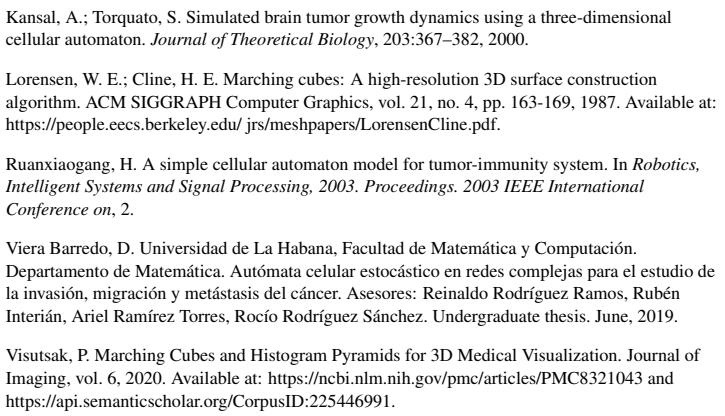 Kansal, A.; Torquato, S. Simulated brain tumor growth dynamics using a three-dimensional
cellular automaton. Journal of Theoretical Biology, 203:367–382, 2000.
Lorensen, W. E.; Cline, H. E. Marching cubes: A high-resolution 3D surface construction
algorithm. ACM SIGGRAPH Computer Graphics, vol. 21, no. 4, pp. 163-169, 1987. Available at:
https://people.eecs.berkeley.edu/ jrs/meshpapers/LorensenCline.pdf.
Ruanxiaogang, H. A simple cellular automaton model for tumor-immunity system. In Robotics,
Intelligent Systems and Signal Processing, 2003. Proceedings. 2003 IEEE International
Conference on, 2.
Viera Barredo, D. Universidad de La Habana, Facultad de Matemática y Computación.
Departamento de Matemática. Autómata celular estocástico en redes complejas para el estudio de
la invasión, migración y metástasis del cáncer. Asesores: Reinaldo Rodríguez Ramos, Rubén
Interián, Ariel Ramírez Torres, Rocío Rodríguez Sánchez. Undergraduate thesis. June, 2019.
Visutsak, P. Marching Cubes and Histogram Pyramids for 3D Medical Visualization. Journal of
Imaging, vol. 6, 2020. Available at: https://ncbi.nlm.nih.gov/pmc/articles/PMC8321043 and
https://api.semanticscholar.org/CorpusID:225446991.